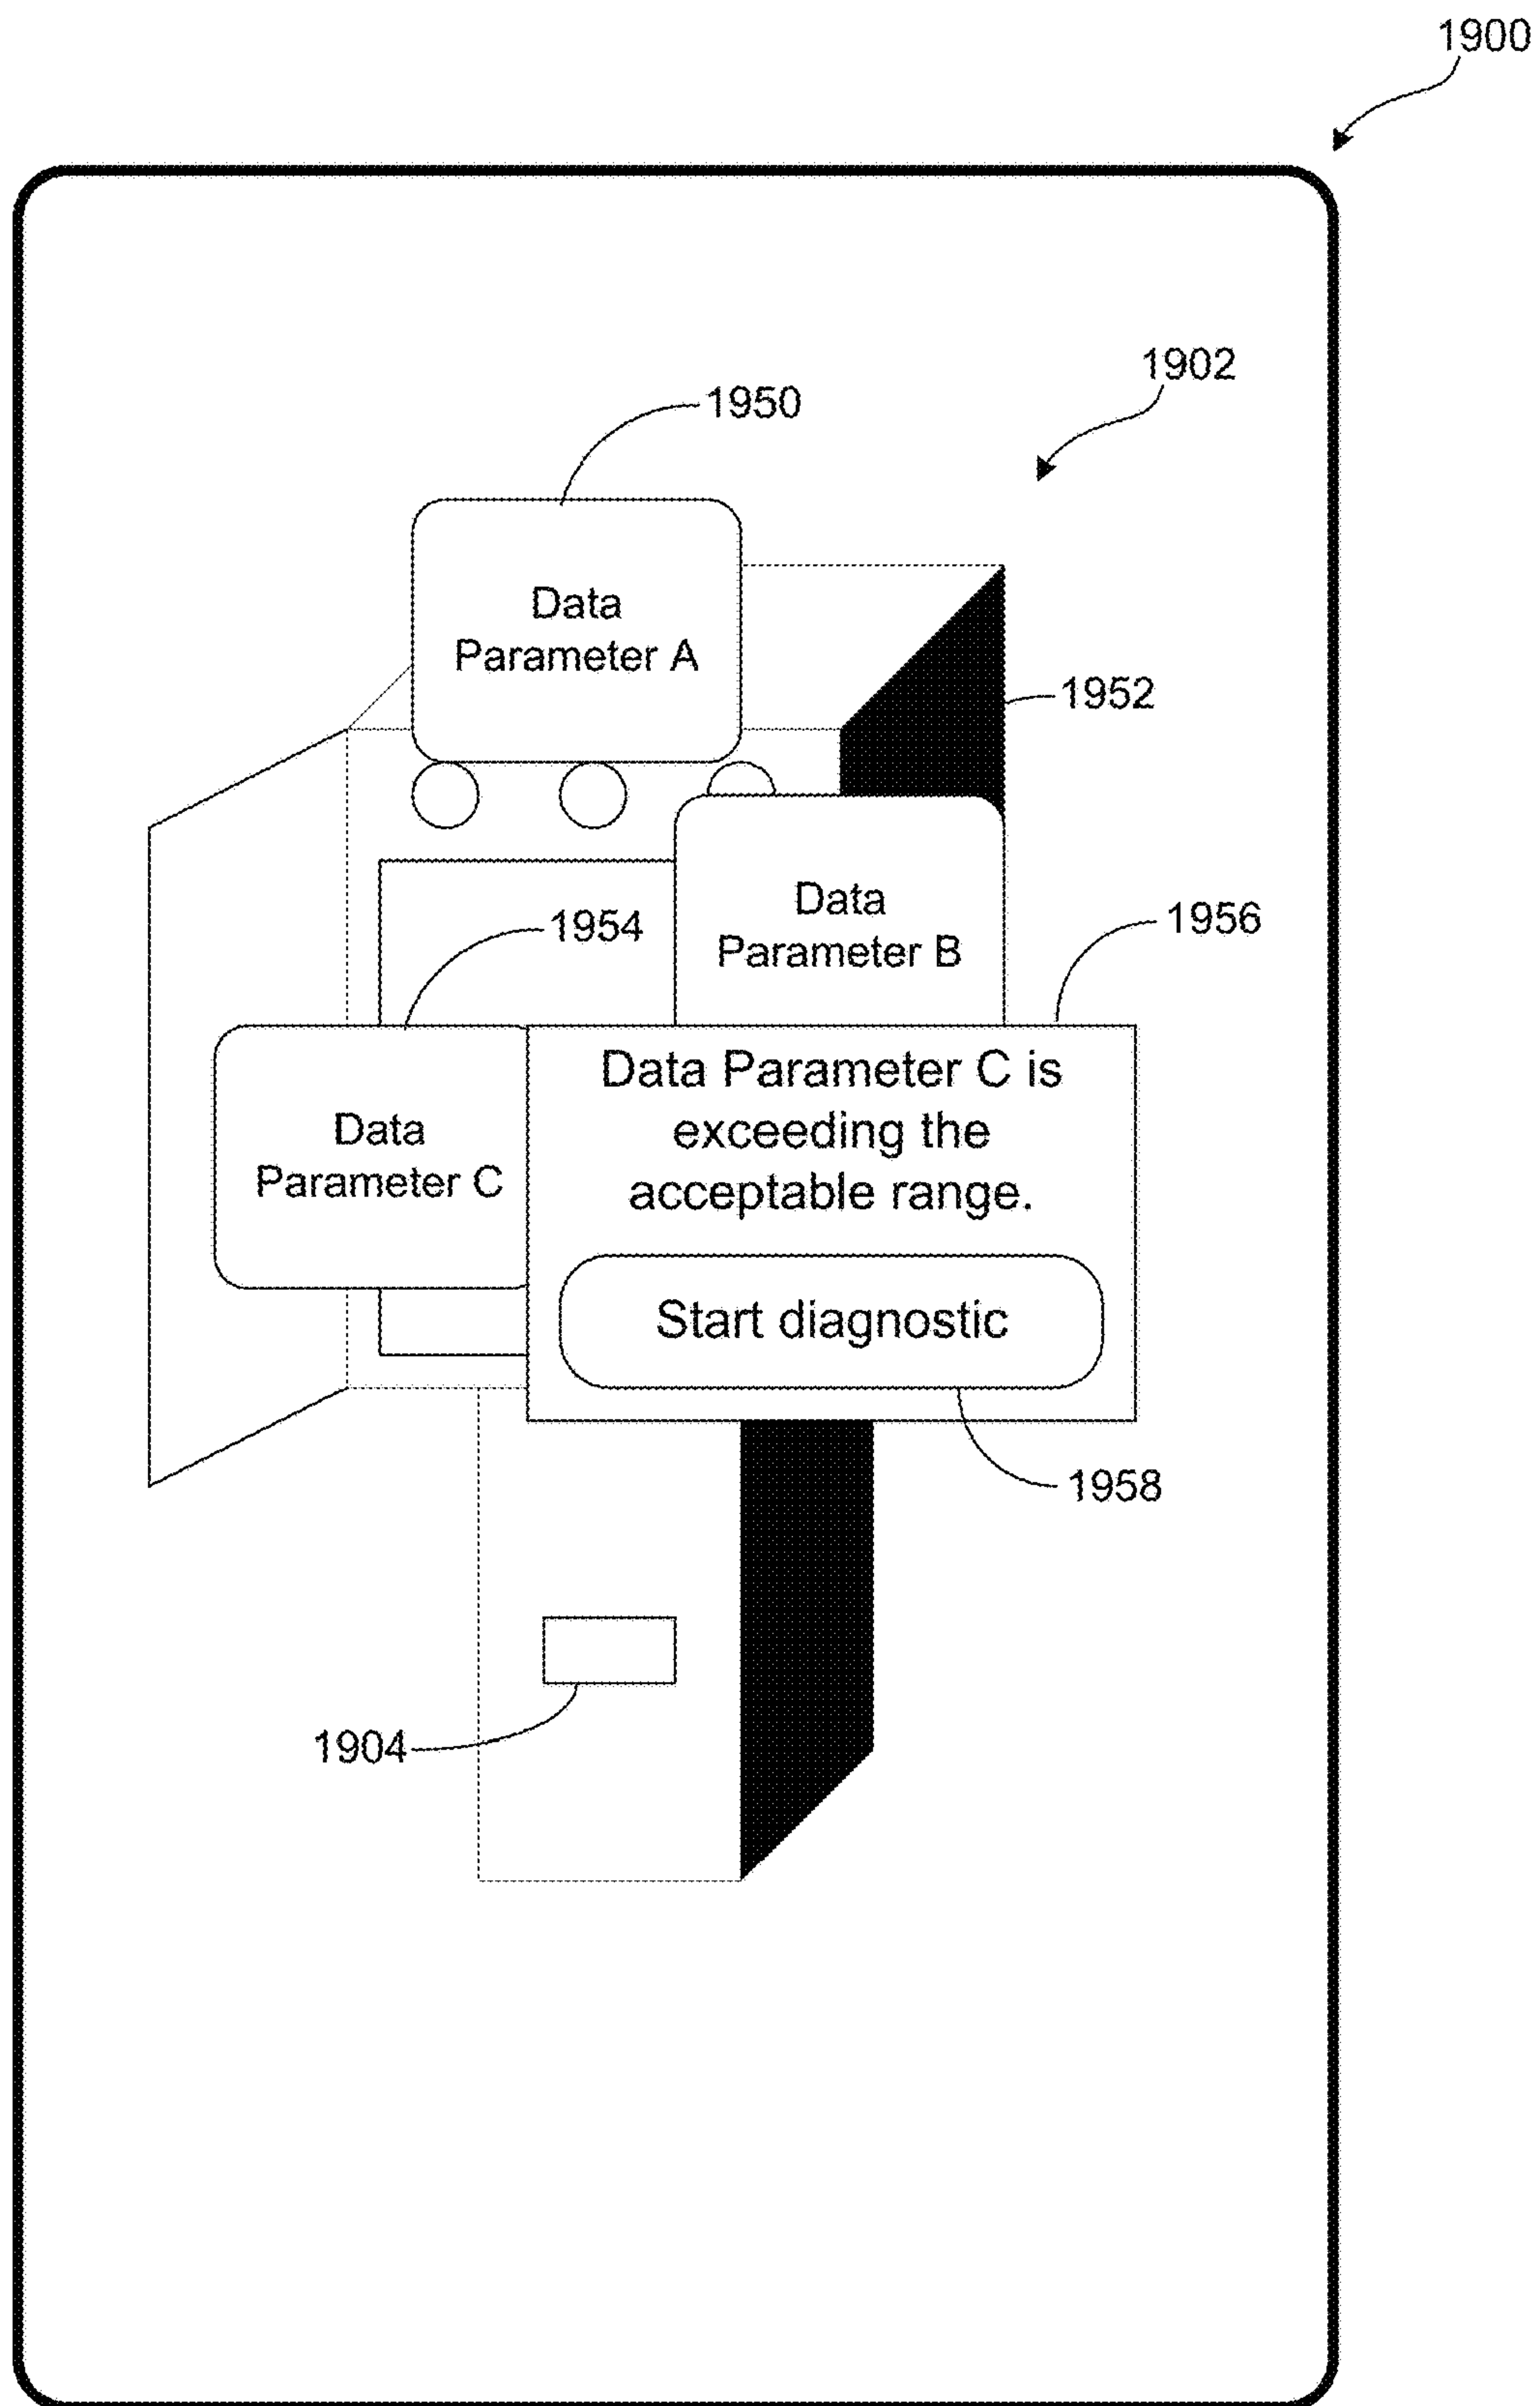 1900
1902
1950
Data
Parameter A
1952
Data
Parameter B
1954
1956
Data
Parameter C
Data Parameter C is
exceeding the
acceptable range.
Start diagnostic
1958
1904